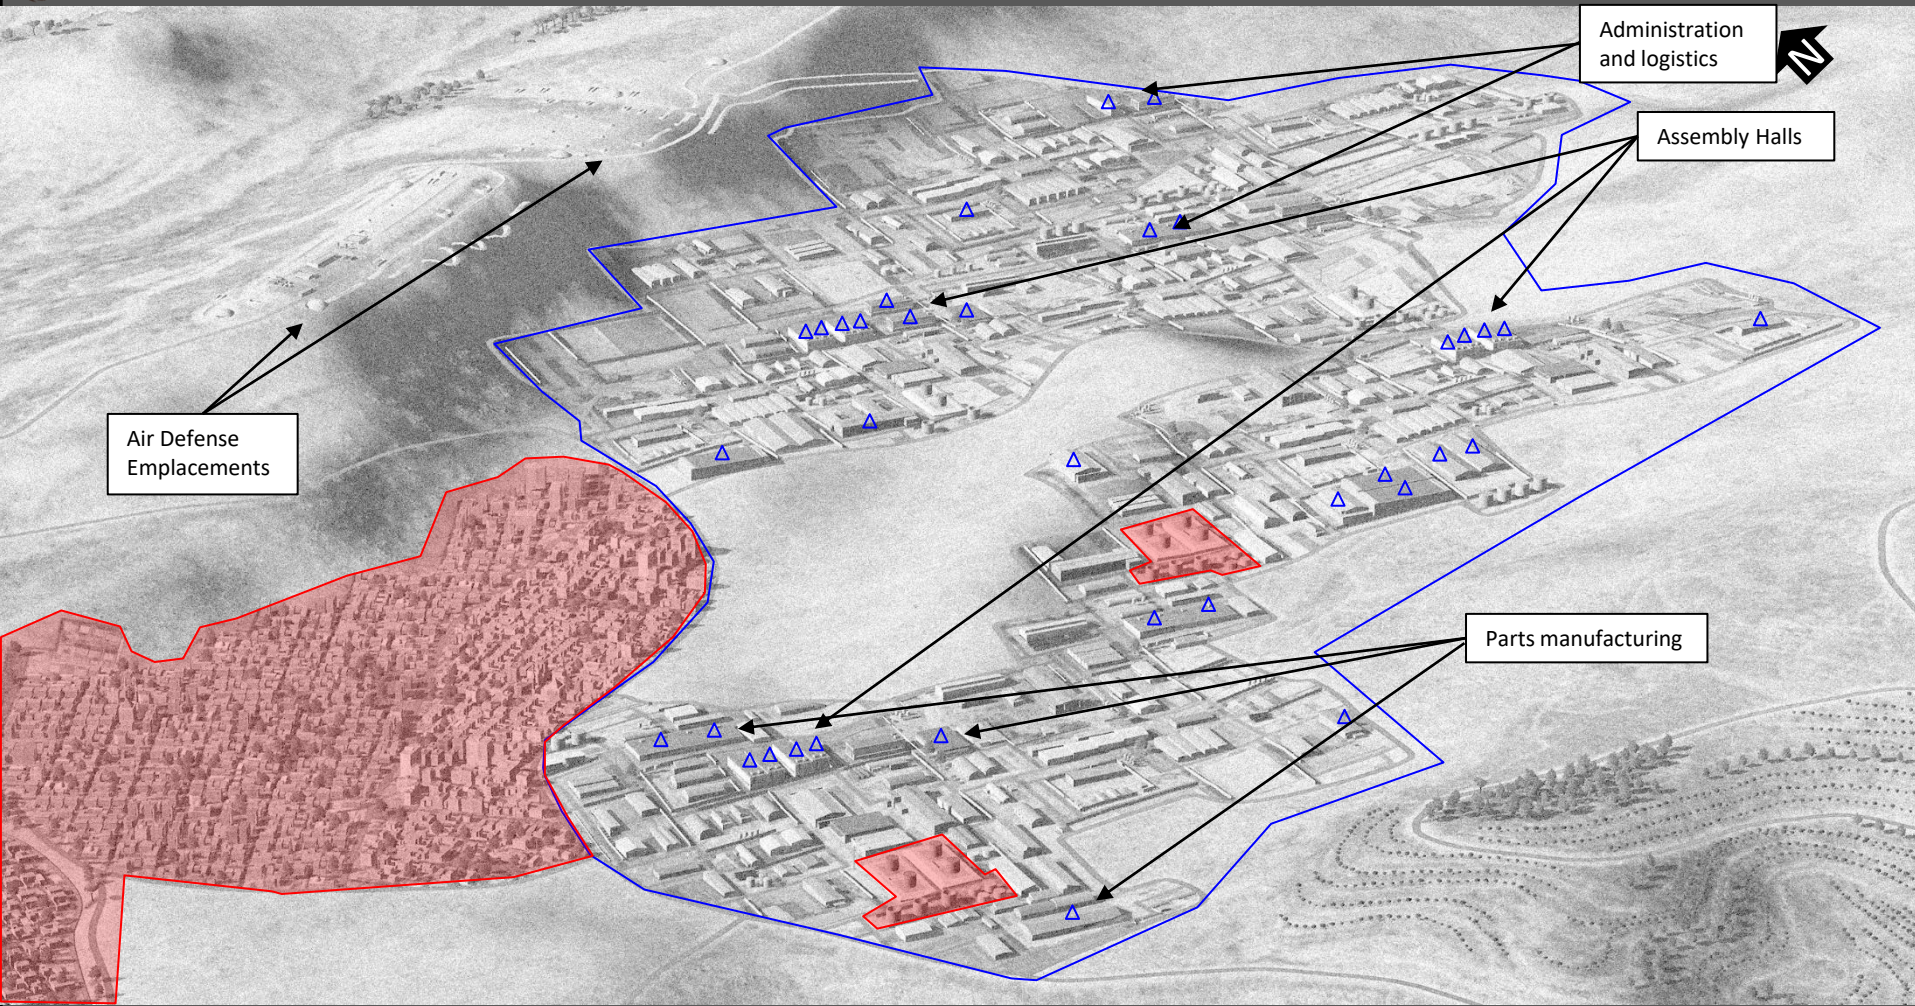 Administration
and logistics
N
Assembly Halls
Air Defense
Emplacements
Parts manufacturing